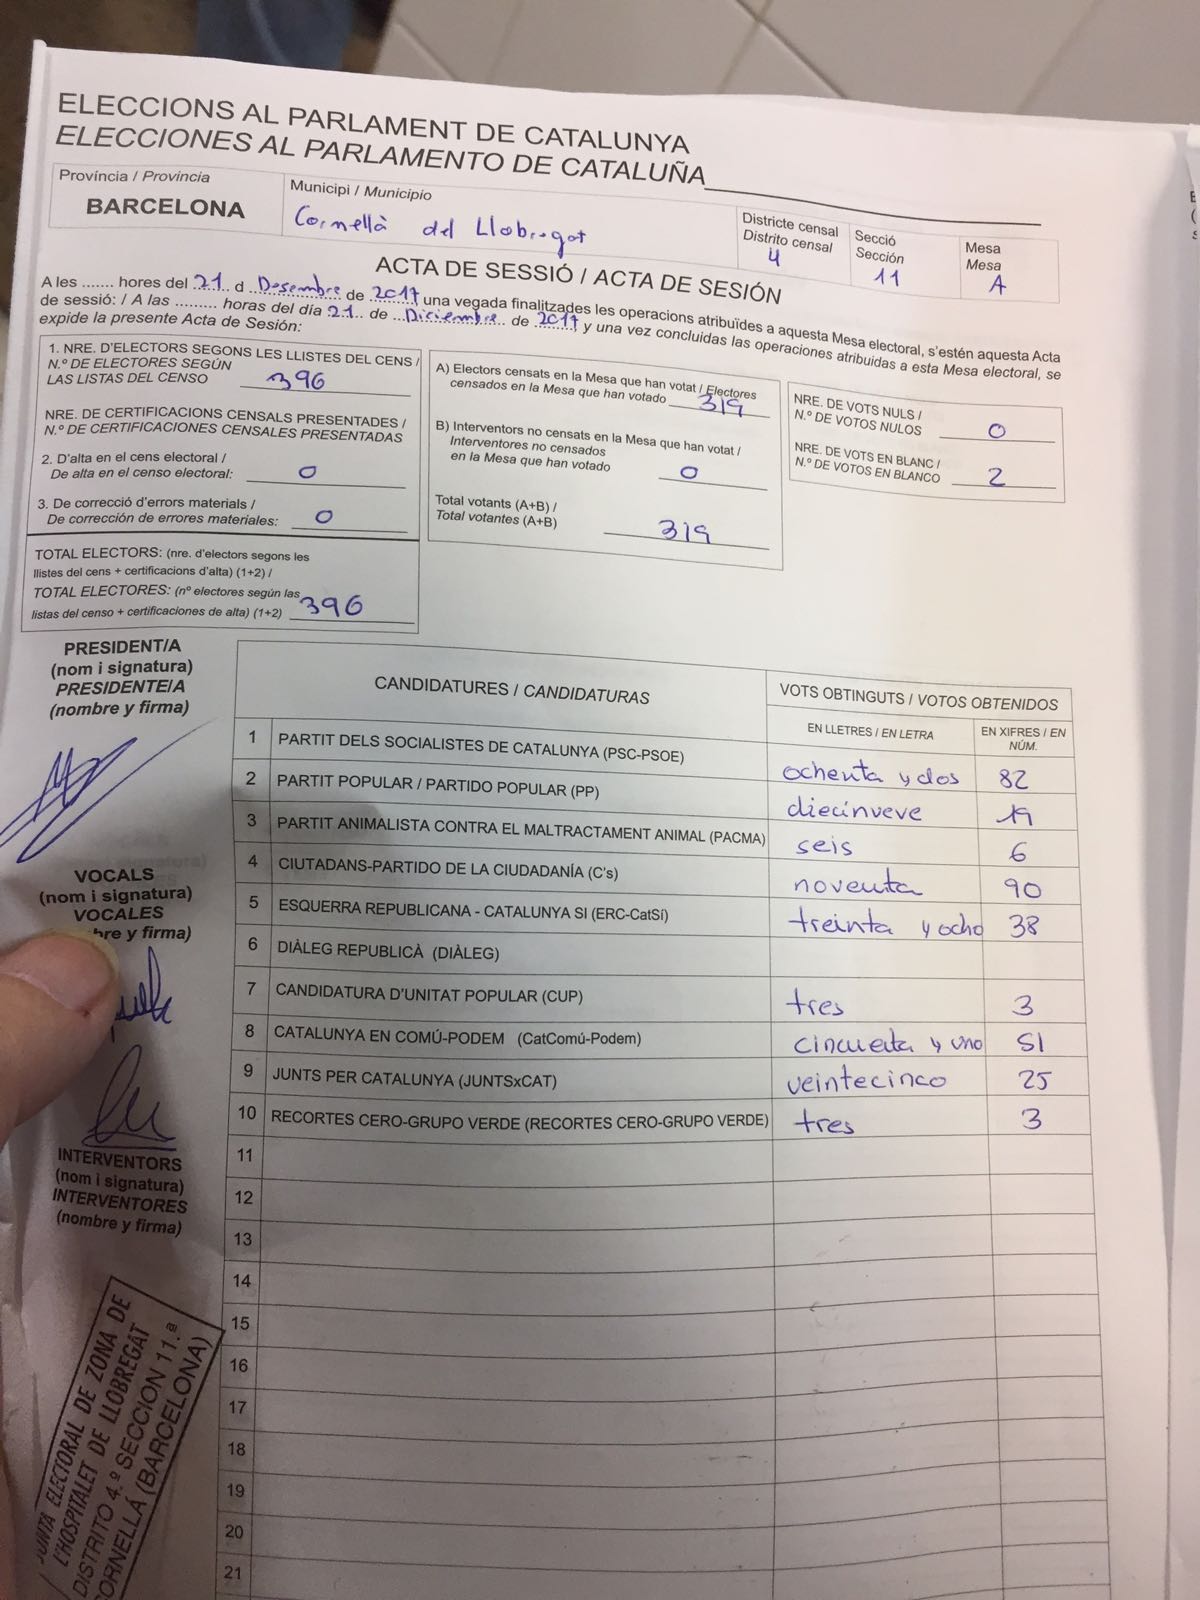 ELECCIONS AL PARLAMENT DE CATALUNYA
ELECCIONES AL PARLAMENTO DE CATALUÑA
Província / Provincia
BARCELONA
Municipi / Municipio
Cornellà del Llobregat
Districte censal
Distrito censal
4
Secció
Sección
11
Mesa
Mesa
A
ACTA DE SESSIÓ / ACTA DE SESIÓN
A les ....... hores del 21 d Desembre de 2017 una vegada finalitzades les operacions atribuïdes a aquesta Mesa electoral, s'estén aquesta Acta
de sessió: / A las ......... horas del día 21 de Diciembre de 2017 y una vez concluidas las operaciones atribuidas a esta Mesa electoral, se
expide la presente Acta de Sesión:
1. NRE. D'ELECTORS SEGONS LES LLISTES DEL CENS /
N.º DE ELECTORES SEGÚN
LAS LISTAS DEL CENSO 396
NRE. DE CERTIFICACIONS CENSALS PRESENTADES /
N.º DE CERTIFICACIONES CENSALES PRESENTADAS
2. D'alta en el cens electoral /
De alta en el censo electoral: 0
3. De correcció d'errors materials /
De corrección de errores materiales: 0
TOTAL ELECTORS: (nre. d'electors segons les
llistes del cens + certificacions d'alta) (1+2) /
TOTAL ELECTORES: (nº electores según las
listas del censo + certificaciones de alta) (1+2) 396
A) Electors censats en la Mesa que han votat / Electores
censados en la Mesa que han votado 319
B) Interventors no censats en la Mesa que han votat /
Interventores no censados
en la Mesa que han votado 0
Total votants (A+B) /
Total votantes (A+B) 319
NRE. DE VOTS NULS /
N.º DE VOTOS NULOS 0
NRE. DE VOTS EN BLANC /
N.º DE VOTOS EN BLANCO 2
PRESIDENT/A
(nom i signatura)
PRESIDENTE/A
(nombre y firma)
VOCALS
(nom i signatura)
VOCALES
bre y firma)
INTERVENTORS
(nom i signatura)
INTERVENTORES
(nombre y firma)
CANDIDATURES / CANDIDATURAS
VOTS OBTINGUTS / VOTOS OBTENIDOS
EN LLETRES / EN LETRA
EN XIFRES / EN
NÚM.
1 PARTIT DELS SOCIALISTES DE CATALUNYA (PSC-PSOE) ochenta y dos 82
2 PARTIT POPULAR / PARTIDO POPULAR (PP) diecinueve 19
3 PARTIT ANIMALISTA CONTRA EL MALTRACTAMENT ANIMAL (PACMA) seis 6
4 CIUTADANS-PARTIDO DE LA CIUDADANÍA (C's) noventa 90
5 ESQUERRA REPUBLICANA - CATALUNYA SI (ERC-CatSí) treinta y ocho 38
6 DIÀLEG REPUBLICÀ (DIÀLEG)
7 CANDIDATURA D'UNITAT POPULAR (CUP) tres 3
8 CATALUNYA EN COMÚ-PODEM (CatComú-Podem) cincuenta y uno 51
9 JUNTS PER CATALUNYA (JUNTSxCAT) veintecinco 25
10 RECORTES CERO-GRUPO VERDE (RECORTES CERO-GRUPO VERDE) tres 3
11
12
13
14
15
16
17
18
19
20
21
JUNTA ELECTORAL DE ZONA DE
L'HOSPITALET DE LLOBREGAT
DISTRITO 4.º SECCION 11.ª
CORNELLÁ (BARCELONA)